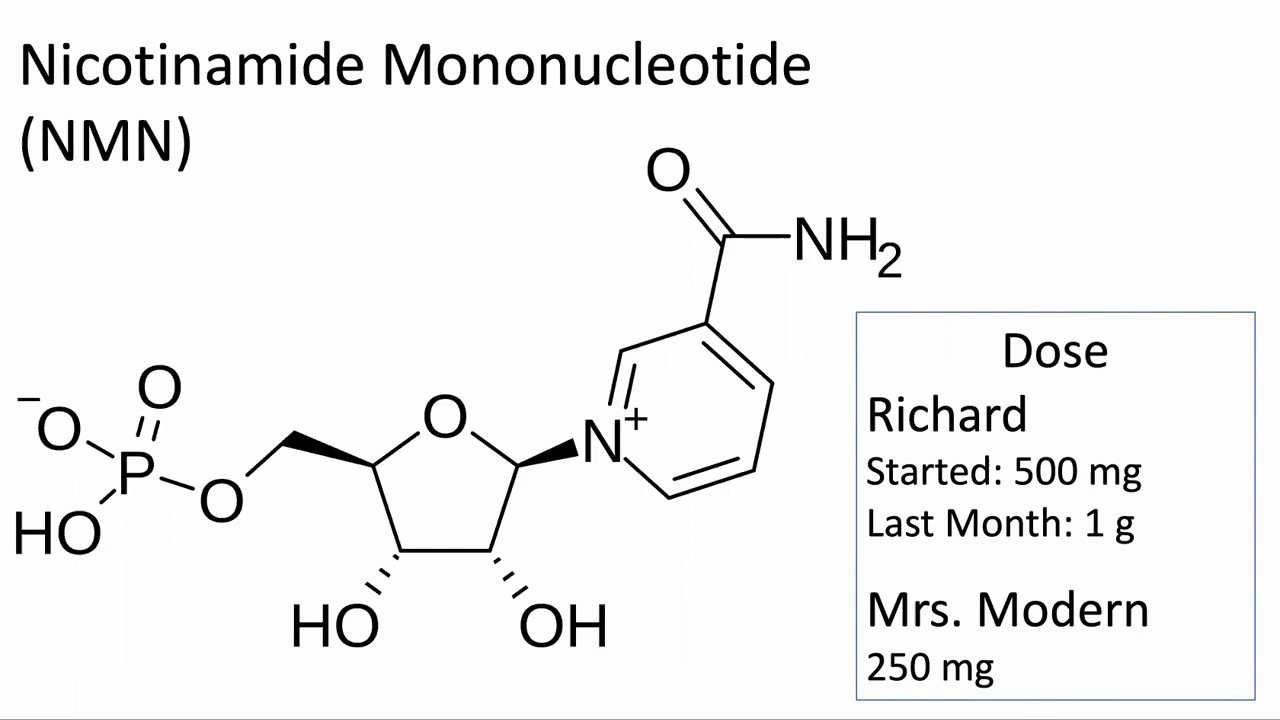 Nicotinamide Mononucleotide
(NMN)
O
NH2
O
−O
P
O
HO
O
N+
HO
OH
Dose
Richard
Started: 500 mg
Last Month: 1 g
Mrs. Modern
250 mg